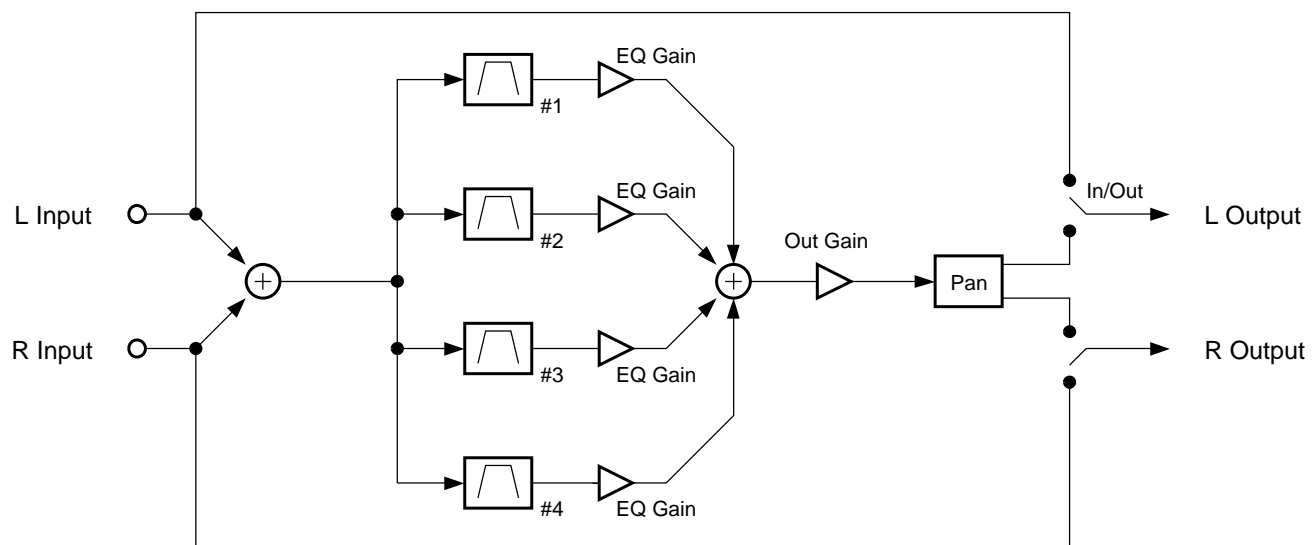 EQ Gain
#1
EQ Gain
In/Out
L Input
L Output
#2
Out Gain
+
+
Pan
R Input
R Output
#3
EQ Gain
#4
EQ Gain